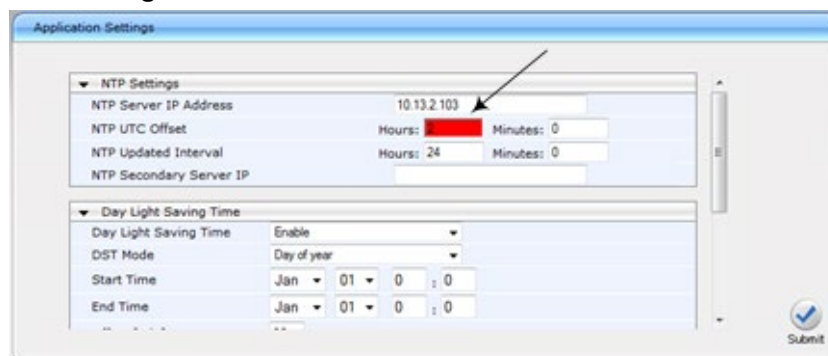 Application Settings
NTP Settings
NTP Server IP Address 10.13.2.103
NTP UTC Offset Hours: 2 Minutes: 0
NTP Updated Interval Hours: 24 Minutes: 0
NTP Secondary Server IP
Day Light Saving Time
Day Light Saving Time Enable
DST Mode Day of year
Start Time Jan 01 0 : 0
End Time Jan 01 0 : 0
Submit